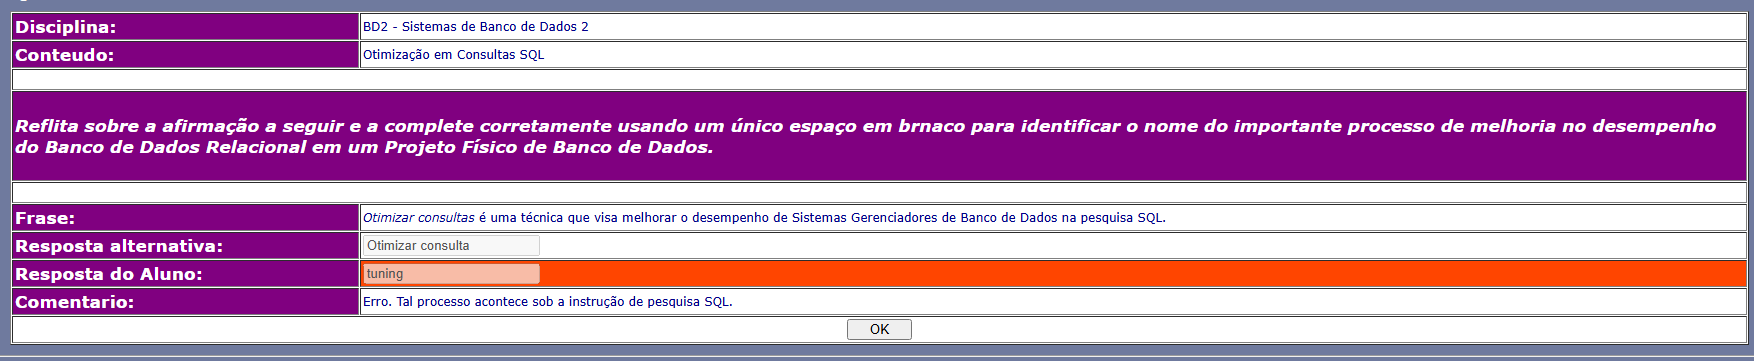 Disciplina: BD2 - Sistemas de Banco de Dados 2
Conteudo: Otimização em Consultas SQL
Reflita sobre a afirmação a seguir e a complete corretamente usando um único espaço em brnaco para identificar o nome do importante processo de melhoria no desempenho
do Banco de Dados Relacional em um Projeto Físico de Banco de Dados.
Frase: Otimizar consultas é uma técnica que visa melhorar o desempenho de Sistemas Gerenciadores de Banco de Dados na pesquisa SQL.
Resposta alternativa: Otimizar consulta
Resposta do Aluno: tuning
Comentario: Erro. Tal processo acontece sob a instrução de pesquisa SQL.
OK